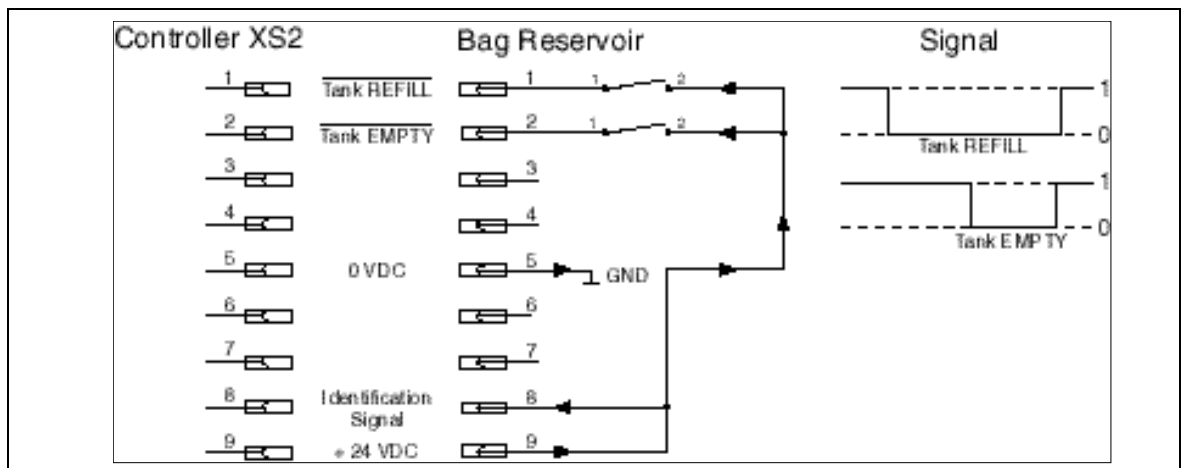 Controller XS2 Bag Reservoir Signal
1 Tank REFILL 1 1 2 1
2 Tank EMPTY 2 1 2 0
Tank REFILL
3 3 1
4 4 0
Tank EMPTY
5 0 VDC 5 GND
6 6
7 7
8 Identification 8
Signal
9 + 24 VDC 9